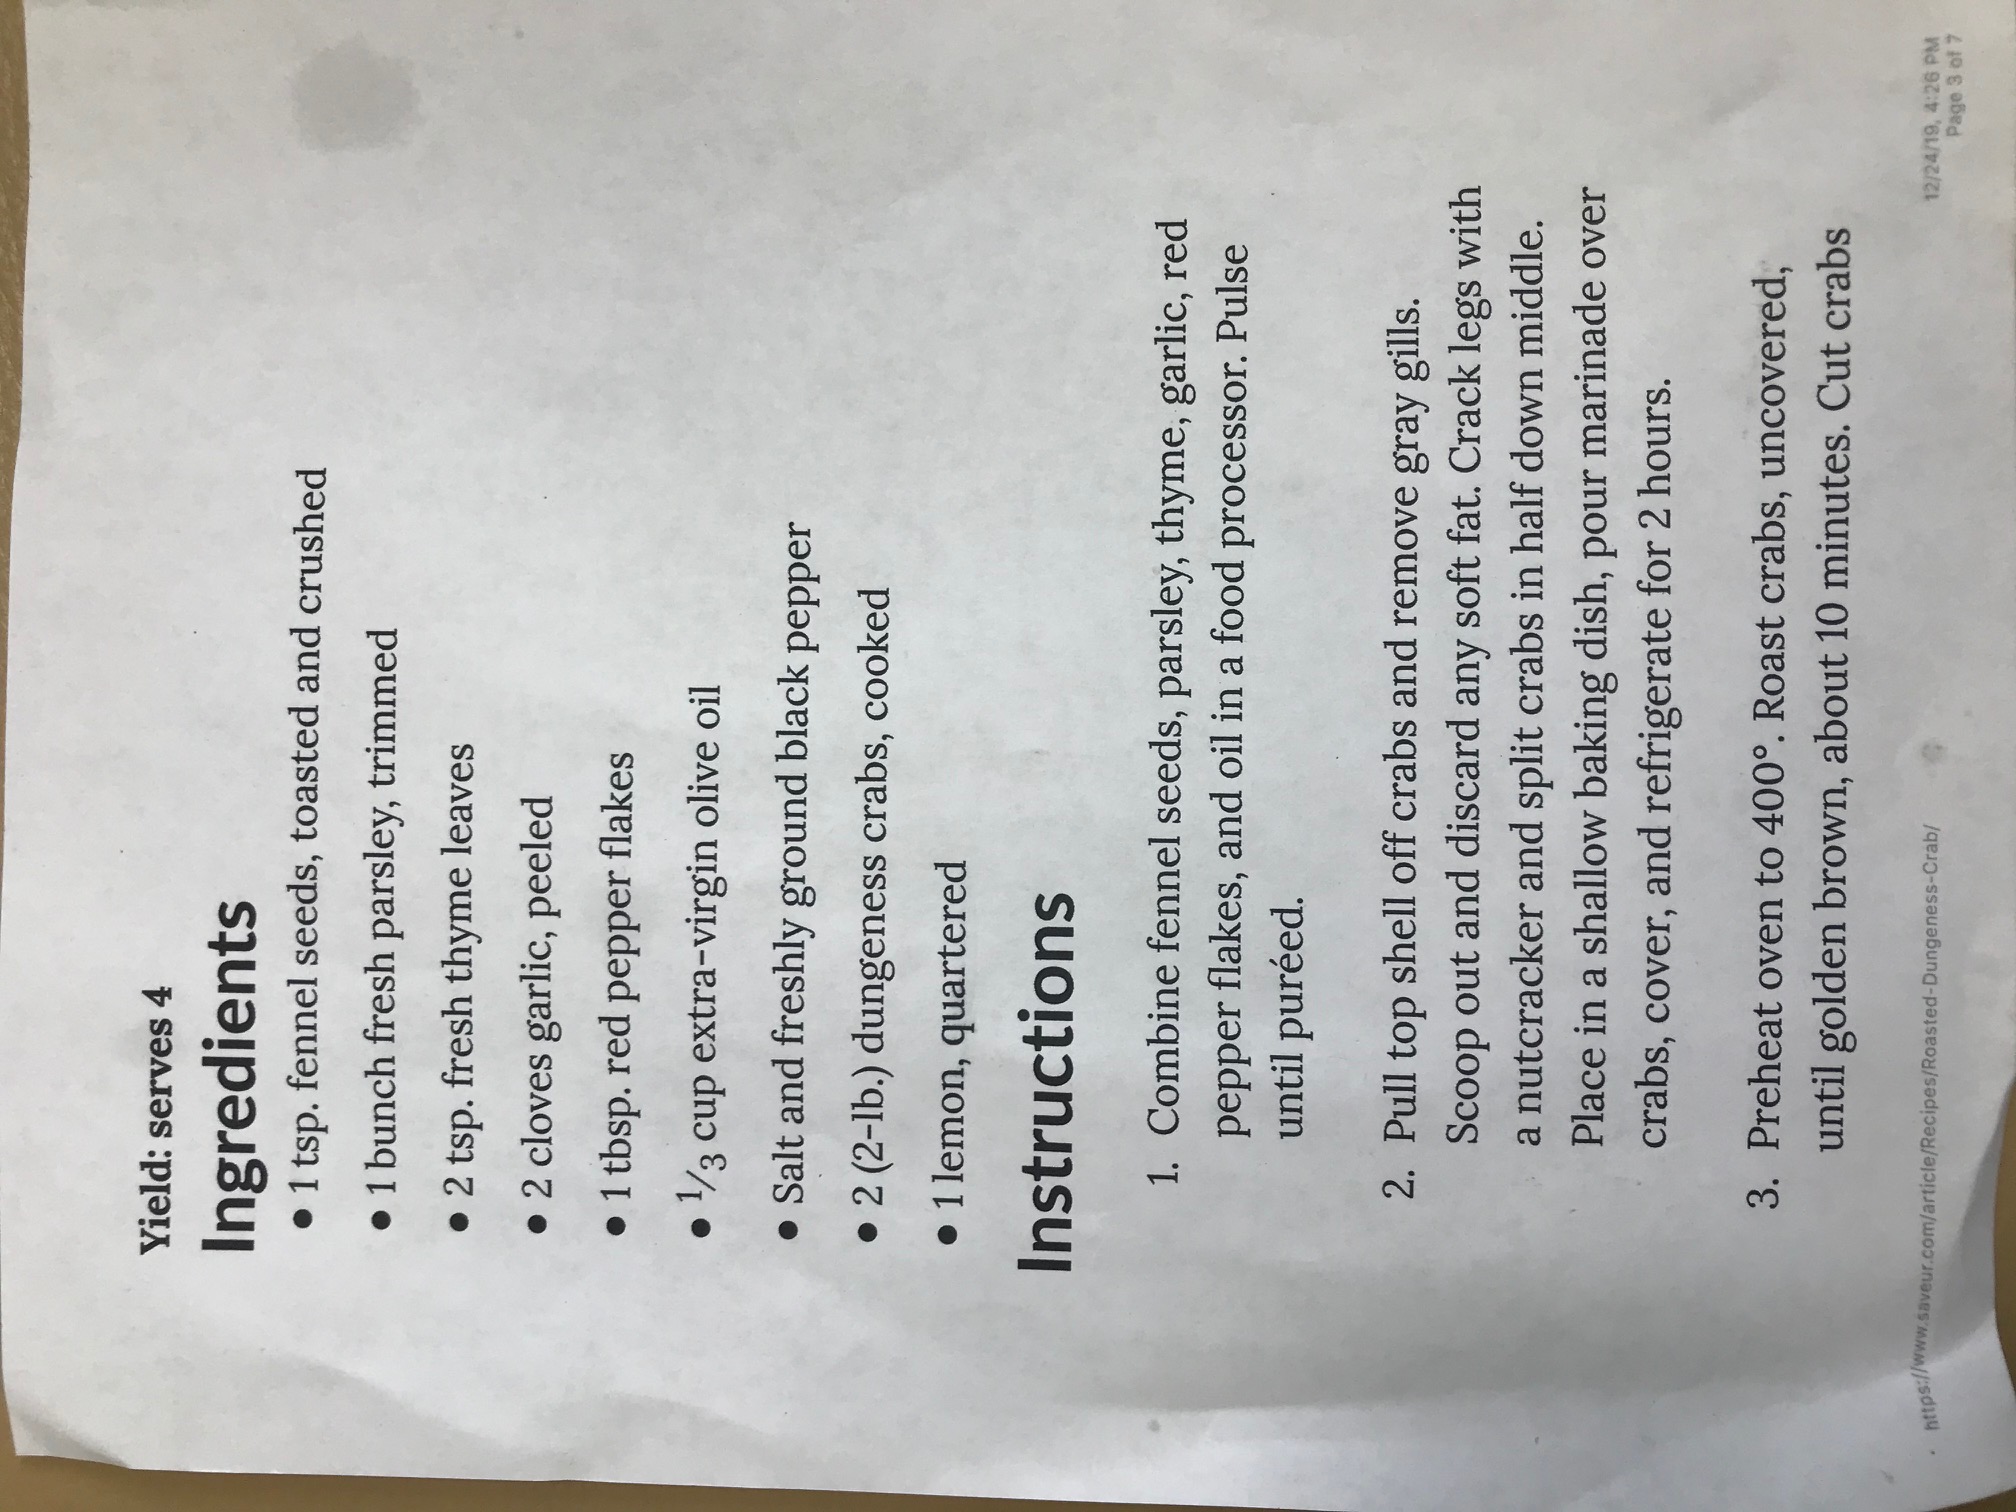 Yield: serves 4
Ingredients
• 1 tsp. fennel seeds, toasted and crushed
• 1 bunch fresh parsley, trimmed
• 2 tsp. fresh thyme leaves
• 2 cloves garlic, peeled
• 1 tbsp. red pepper flakes
• 1⁄3 cup extra-virgin olive oil
• Salt and freshly ground black pepper
• 2 (2-lb.) dungeness crabs, cooked
• 1 lemon, quartered
Instructions
1. Combine fennel seeds, parsley, thyme, garlic, red
pepper flakes, and oil in a food processor. Pulse
until puréed.
2. Pull top shell off crabs and remove gray gills.
Scoop out and discard any soft fat. Crack legs with
a nutcracker and split crabs in half down middle.
Place in a shallow baking dish, pour marinade over
crabs, cover, and refrigerate for 2 hours.
3. Preheat oven to 400°. Roast crabs, uncovered,
until golden brown, about 10 minutes. Cut crabs
https://www.saveur.com/article/Recipes/Roasted-Dungeness-Crab/
12/24/19, 4:26 PM
Page 3 of 7